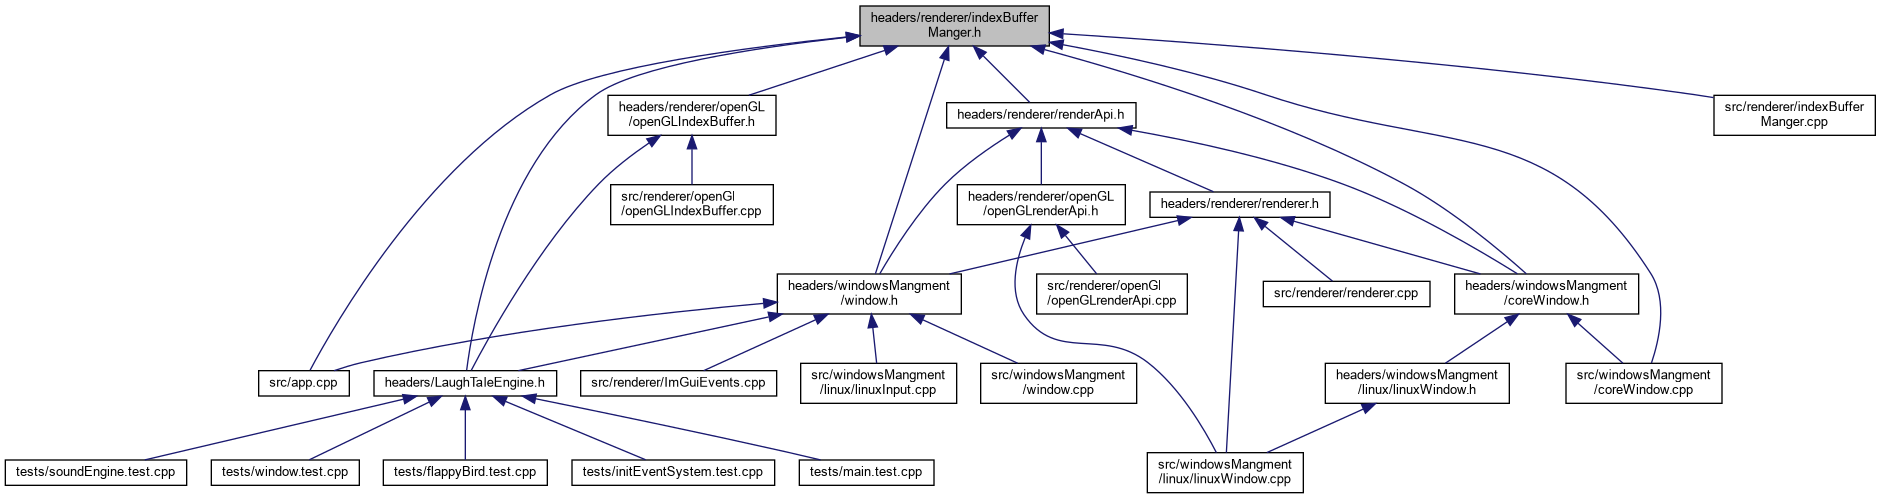 headers/renderer/indexBuffer
Manger.h
headers/renderer/openGL
/openGLIndexBuffer.h
headers/renderer/renderApi.h
src/renderer/indexBuffer
Manger.cpp
src/renderer/openGl
/openGLIndexBuffer.cpp
headers/renderer/openGL
/openGLrenderApi.h
headers/renderer/renderer.h
headers/windowsMangment
/window.h
src/renderer/openGl
/openGLrenderApi.cpp
src/renderer/renderer.cpp
headers/windowsMangment
/coreWindow.h
src/app.cpp
headers/LaughTaleEngine.h
src/renderer/ImGuiEvents.cpp
src/windowsMangment
/linux/linuxInput.cpp
src/windowsMangment
/window.cpp
headers/windowsMangment
/linux/linuxWindow.h
src/windowsMangment
/coreWindow.cpp
tests/soundEngine.test.cpp
tests/window.test.cpp
tests/flappyBird.test.cpp
tests/initEventSystem.test.cpp
tests/main.test.cpp
src/windowsMangment
/linux/linuxWindow.cpp